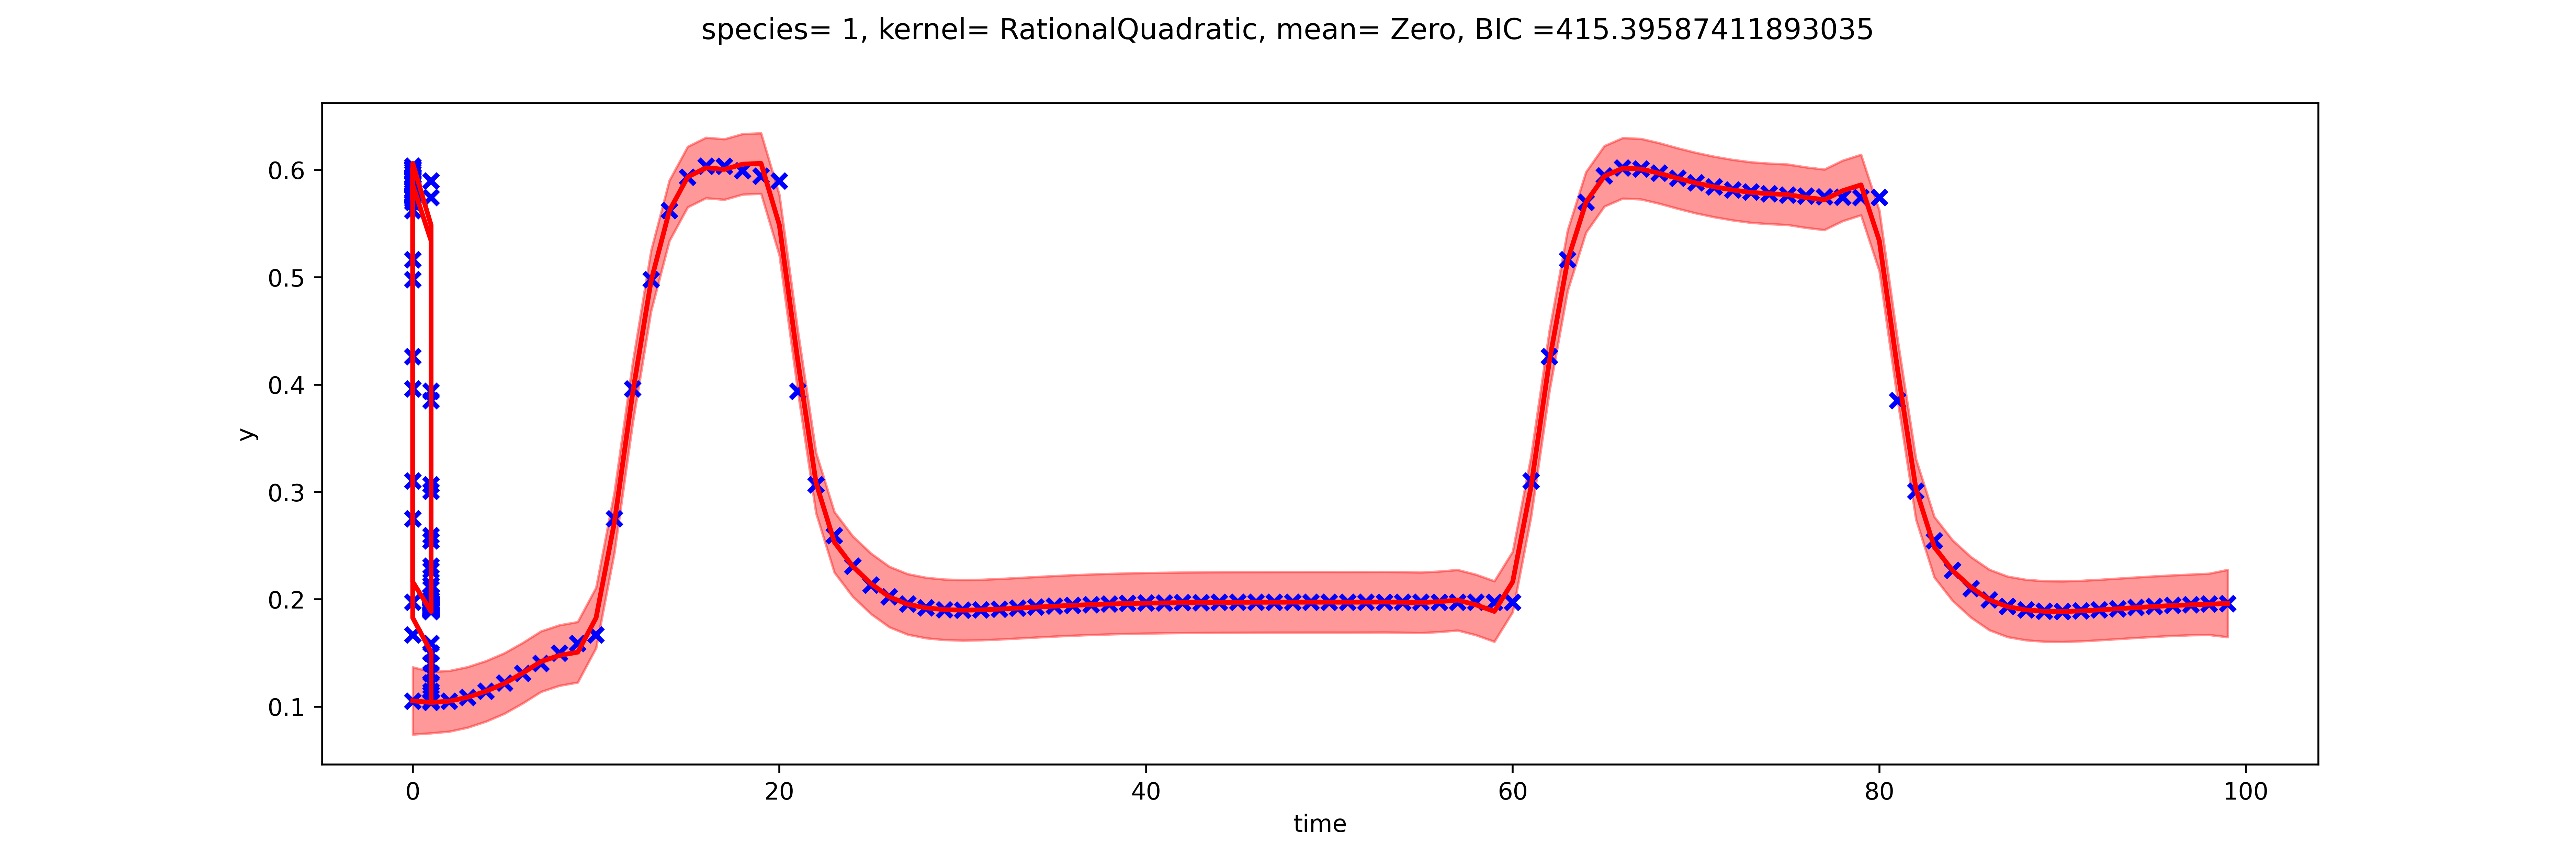 species= 1, kernel= RationalQuadratic, mean= Zero, BIC =415.39587411893035
0.6
0.5
0.4
0.3
0.2
0.1
y
0 20 40 60 80 100
time